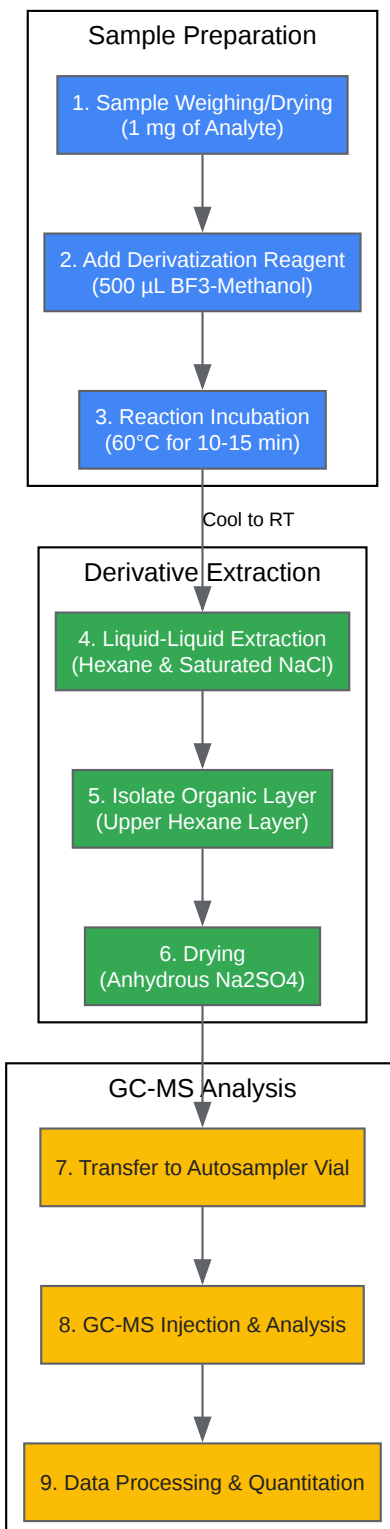 Sample Preparation
1. Sample Weighing/Drying
(1 mg of Analyte)
2. Add Derivatization Reagent
(500 µL BF3-Methanol)
3. Reaction Incubation
(60°C for 10-15 min)
Cool to RT
Derivative Extraction
4. Liquid-Liquid Extraction
(Hexane & Saturated NaCl)
5. Isolate Organic Layer
(Upper Hexane Layer)
6. Drying
(Anhydrous Na2SO4)
GC-MS Analysis
7. Transfer to Autosampler Vial
8. GC-MS Injection & Analysis
9. Data Processing & Quantitation